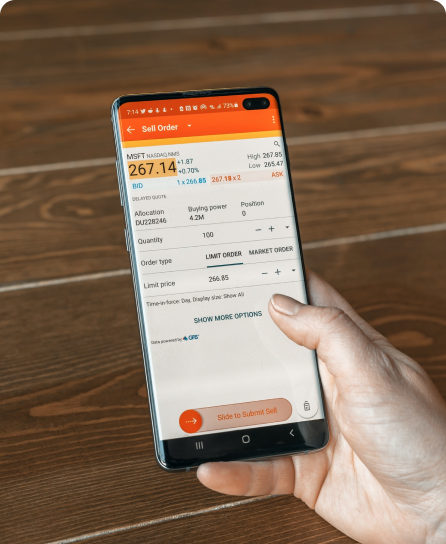 7:14 73%
Sell Order
MSFT NASDAQ.NMS
267.14 +1.87
+0.70%
High 267.85
Low 265.47
BID 1 x 266.85 267.18 x 2 ASK
DELAYED QUOTE
Allocation Buying power Position
DU228246 4.2M 0
Quantity 100 − +
Order type LIMIT ORDER MARKET ORDER
Limit price 266.85 − +
Time-in-force: Day, Display size: Show All
SHOW MORE OPTIONS
Data powered by GFIS
Slide to Submit Sell